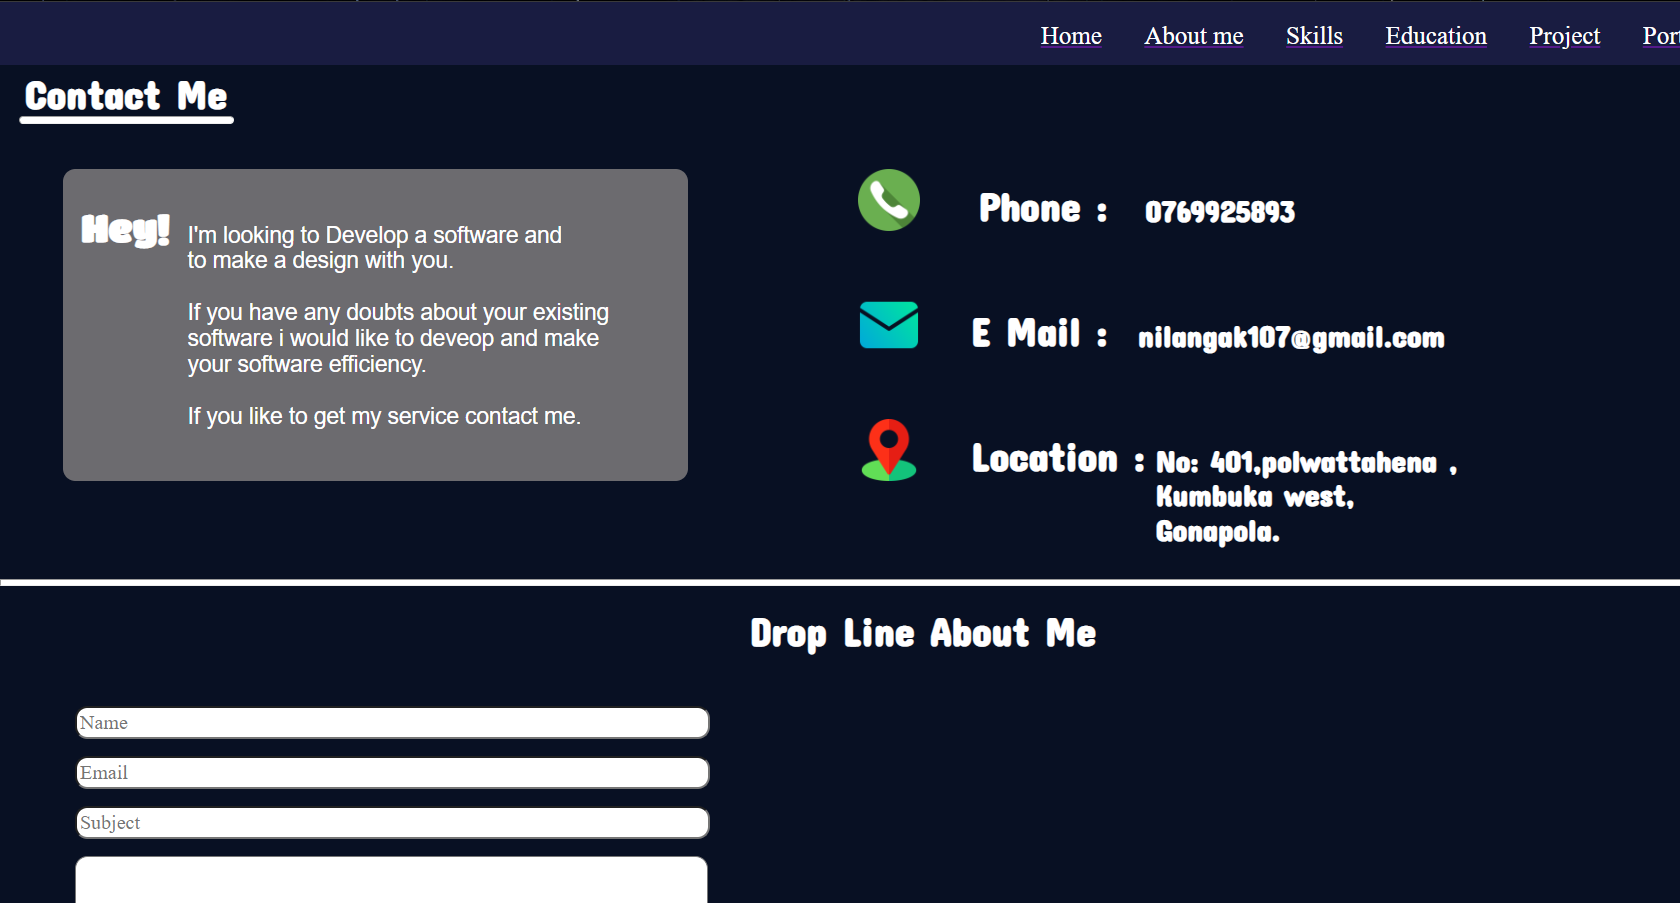 Home About me Skills Education Project
Contact Me
Hey!
I'm looking to Develop a software and
to make a design with you.
If you have any doubts about your existing
software i would like to deveop and make
your software efficiency.
If you like to get my service contact me.
Phone : 0769925893
E Mail : nilangak107@gmail.com
Location : No: 401,polwattahena ,
Kumbuka west,
Gonapola.
Drop Line About Me
Name
Email
Subject